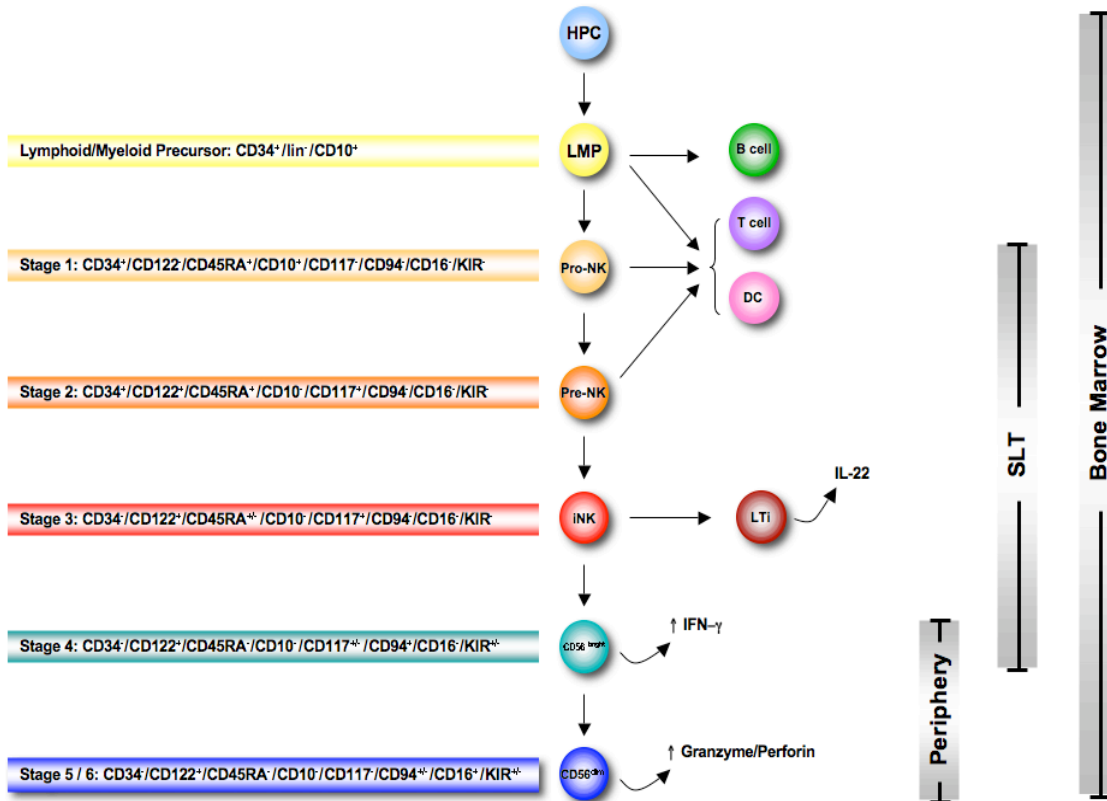 HPC
Lymphoid/Myeloid Precursor: CD34⁺/lin⁻/CD10⁺
LMP
B cell
T cell
Stage 1: CD34⁺/CD122⁻/CD45RA⁺/CD10⁺/CD117⁻/CD94⁻/CD16⁻/KIR⁻
Pro-NK
DC
Stage 2: CD34⁺/CD122⁺/CD45RA⁺/CD10⁻/CD117⁺/CD94⁻/CD16⁻/KIR⁻
Pre-NK
IL-22
Stage 3: CD34⁻/CD122⁺/CD45RA⁺/⁻/CD10⁻/CD117⁺/CD94⁻/CD16⁻/KIR⁻
iNK
LTi
↑ IFN–γ
Stage 4: CD34⁻/CD122⁺/CD45RA⁻/CD10⁻/CD117⁺/⁻/CD94⁺/CD16⁻/KIR⁺/⁻
CD56 bright
↑ Granzyme/Perforin
Stage 5 / 6: CD34⁻/CD122⁺/CD45RA⁻/CD10⁻/CD117⁻/CD94⁺/⁻/CD16⁺/KIR⁺/⁻
CD56dim
Periphery
SLT
Bone Marrow